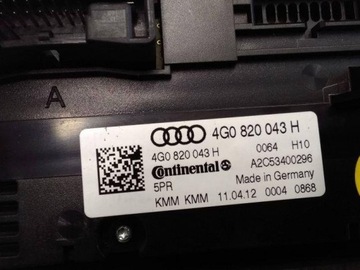 A
4G0 820 043 H
4G0 820 043 H 0064 H10
Continental A2C53400296
5PR Made in Germany
KMM KMM 11.04.12 0004 0868